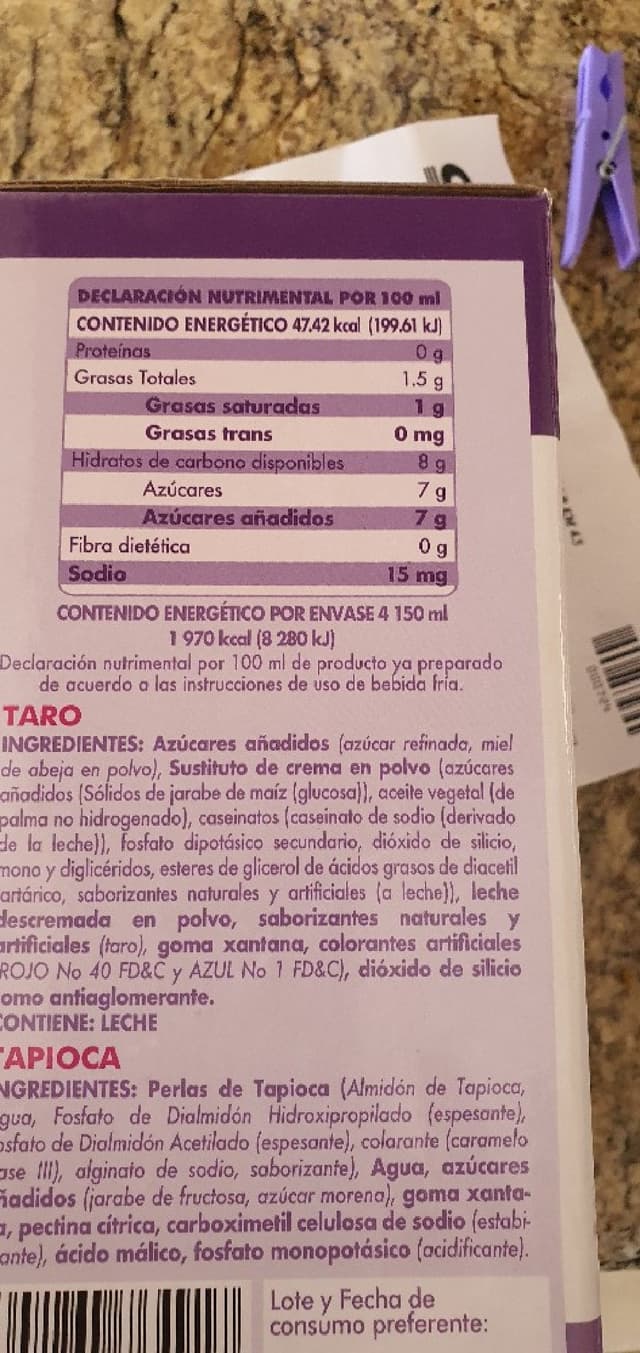 DECLARACIÓN NUTRIMENTAL POR 100 ml
CONTENIDO ENERGÉTICO 47.42 kcal (199.61 kJ)
Proteínas 0 g
Grasas Totales 1.5 g
Grasas saturadas 1 g
Grasas trans 0 mg
Hidratos de carbono disponibles 8 g
Azúcares 7 g
Azúcares añadidos 7 g
Fibra dietética 0 g
Sodio 15 mg
CONTENIDO ENERGÉTICO POR ENVASE 4 150 ml
1 970 kcal (8 280 kJ)
Declaración nutrimental por 100 ml de producto ya preparado
de acuerdo a las instrucciones de uso de bebida fría.
TARO
INGREDIENTES: Azúcares añadidos (azúcar refinada, miel
de abeja en polvo), Sustituto de crema en polvo (azúcares
añadidos (Sólidos de jarabe de maíz (glucosa)), aceite vegetal (de
palma no hidrogenado), caseinatos (caseinato de sodio (derivado
de la leche)), fosfato dipotásico secundario, dióxido de silicio,
mono y diglicéridos, esteres de glicerol de ácidos grasos de diacetil
artárico, saborizantes naturales y artificiales (a leche)), leche
descremada en polvo, saborizantes naturales y
artificiales (taro), goma xantana, colorantes artificiales
ROJO No 40 FD&C y AZUL No 1 FD&C), dióxido de silicio
omo antiaglomerante.
CONTIENE: LECHE
TAPIOCA
NGREDIENTES: Perlas de Tapioca (Almidón de Tapioca,
gua, Fosfato de Dialmidón Hidroxipropilado (espesante),
osfato de Dialmidón Acetilado (espesante), colorante (caramelo
ase III), alginato de sodio, saborizante), Agua, azúcares
ñadidos (jarabe de fructosa, azúcar morena), goma xanta-
a, pectina cítrica, carboximetil celulosa de sodio (estabi-
ante), ácido málico, fosfato monopotásico (acidificante).
Lote y Fecha de
consumo preferente: